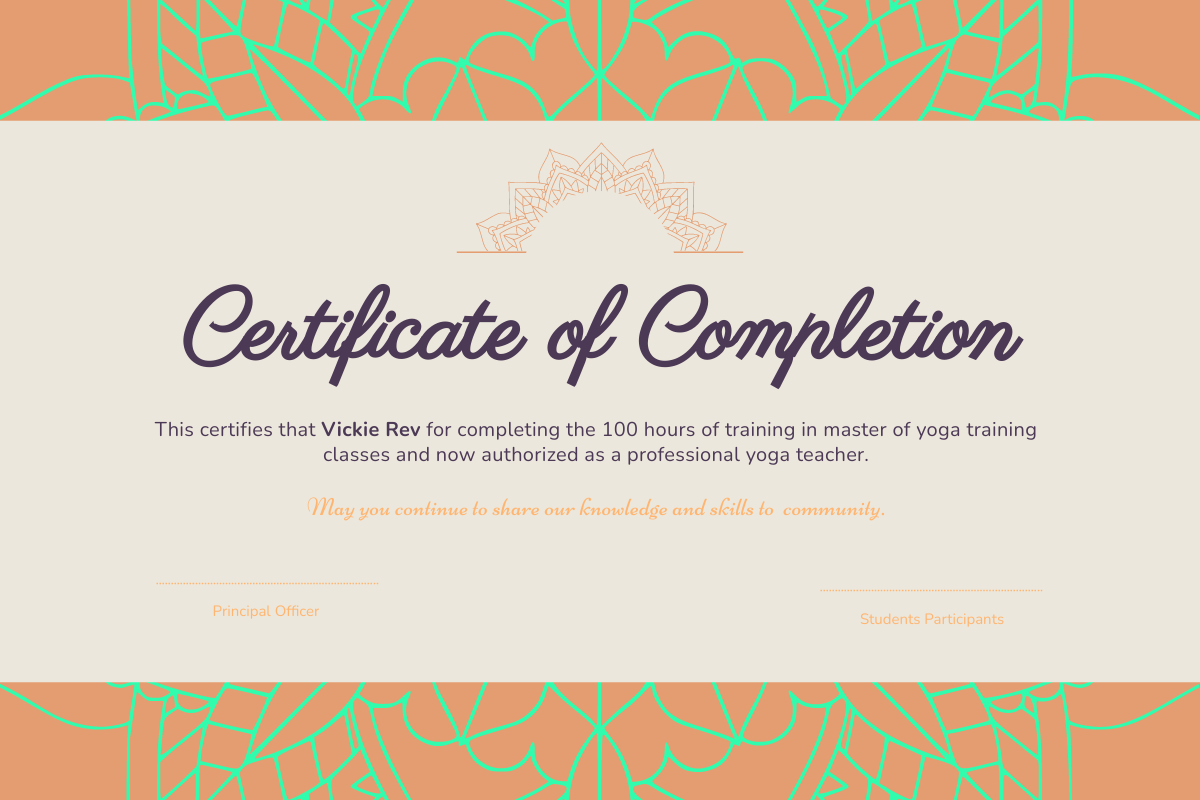 Certificate of Completion
This certifies that Vickie Rev for completing the 100 hours of training in master of yoga training
classes and now authorized as a professional yoga teacher.
May you continue to share our knowledge and skills to community.
Principal Officer
Students Participants